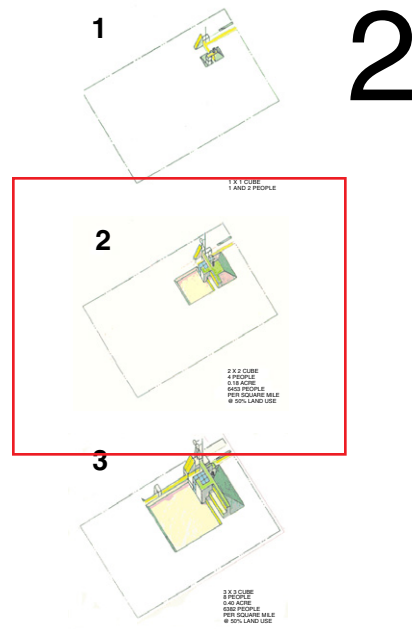 1
2
1 X 1 CUBE
1 AND 2 PEOPLE
2
2 X 2 CUBE
4 PEOPLE
0.18 ACRE
6453 PEOPLE
PER SQUARE MILE
@ 50% LAND USE
3
3 X 3 CUBE
8 PEOPLE
0.40 ACRE
6382 PEOPLE
PER SQUARE MILE
@ 50% LAND USE